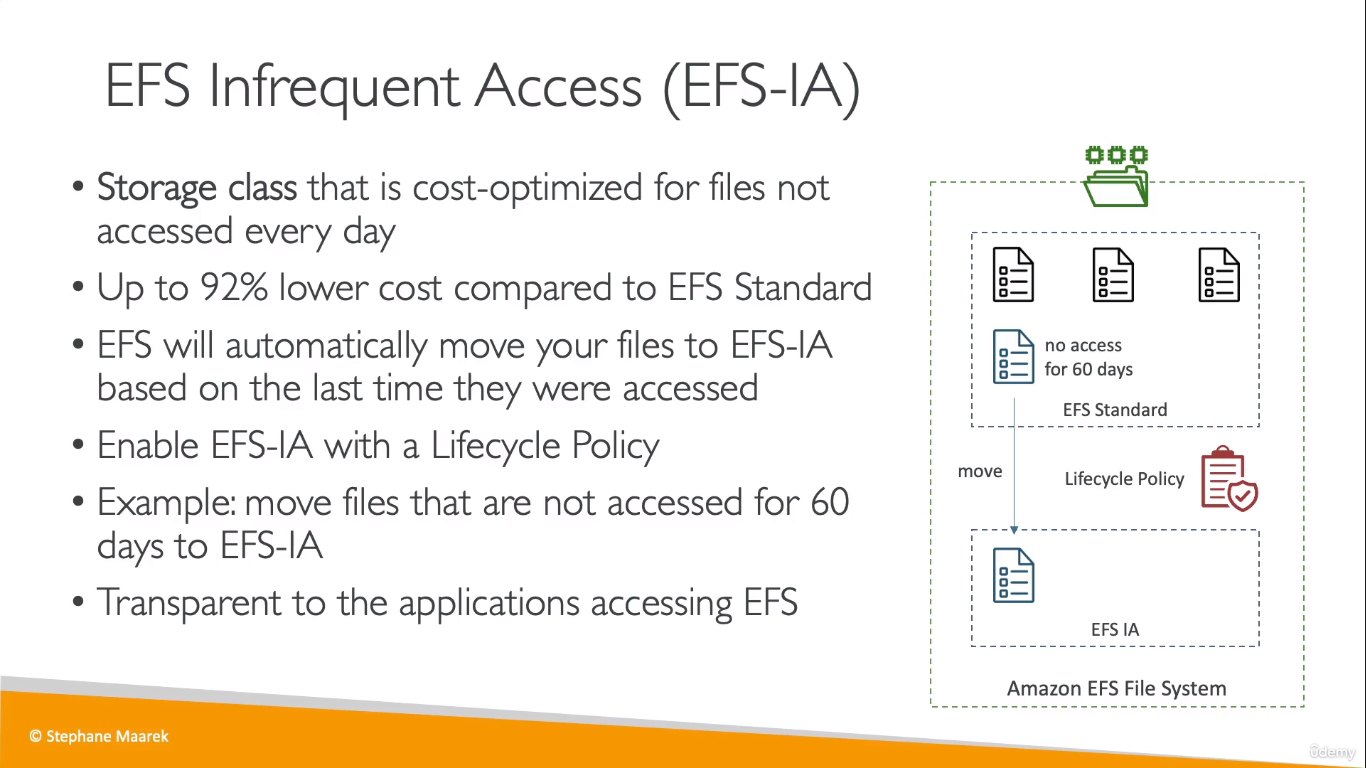 EFS Infrequent Access (EFS-IA)
• Storage class that is cost-optimized for files not
accessed every day
• Up to 92% lower cost compared to EFS Standard
• EFS will automatically move your files to EFS-IA
based on the last time they were accessed
• Enable EFS-IA with a Lifecycle Policy
• Example: move files that are not accessed for 60
days to EFS-IA
• Transparent to the applications accessing EFS
no access
for 60 days
EFS Standard
move
Lifecycle Policy
EFS IA
Amazon EFS File System
© Stephane Maarek
ûdemy